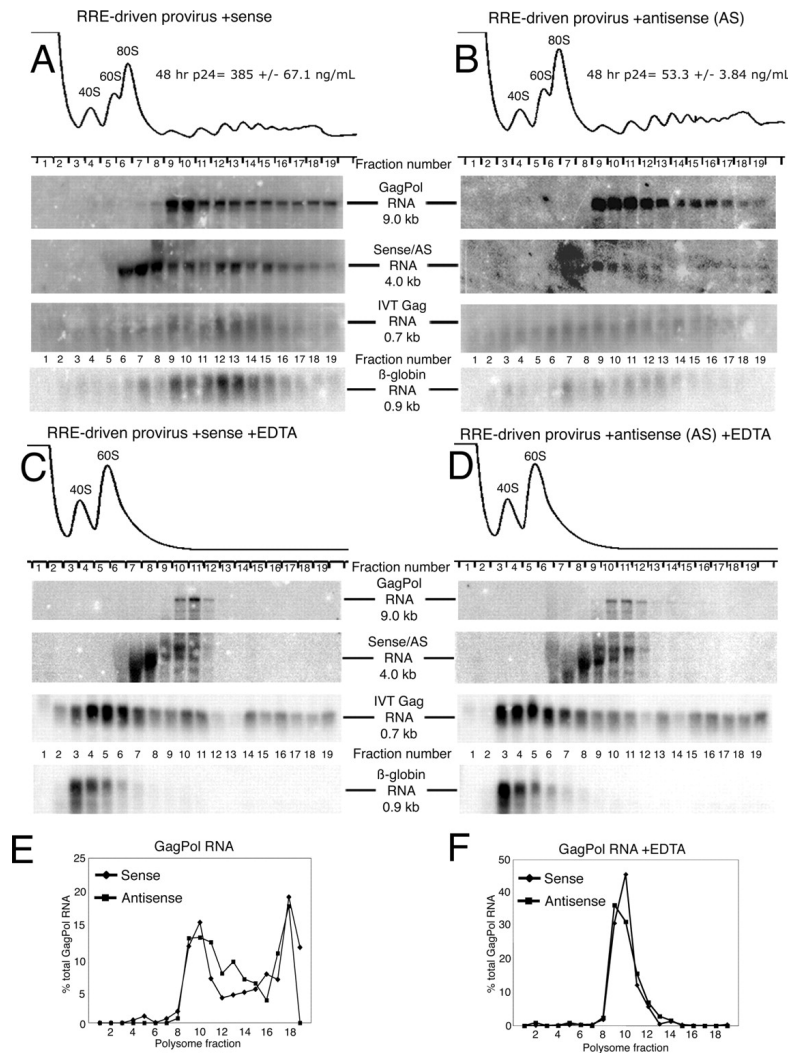 RRE-driven provirus +sense
A
80S
60S
40S
48 hr p24= 385 +/- 67.1 ng/mL
1 2 3 4 5 6 7 8 9 10 11 12 13 14 15 16 17 18 19
RRE-driven provirus +antisense (AS)
B
80S
60S
40S
48 hr p24= 53.3 +/- 3.84 ng/mL
Fraction number
1 2 3 4 5 6 7 8 9 10 11 12 13 14 15 16 17 18 19
GagPol
RNA
9.0 kb
Sense/AS
RNA
4.0 kb
IVT Gag
RNA
0.7 kb
1 2 3 4 5 6 7 8 9 10 11 12 13 14 15 16 17 18 19
Fraction number
1 2 3 4 5 6 7 8 9 10 11 12 13 14 15 16 17 18 19
ß-globin
RNA
0.9 kb
RRE-driven provirus +sense +EDTA
C
60S
40S
1 2 3 4 5 6 7 8 9 10 11 12 13 14 15 16 17 18 19
RRE-driven provirus +antisense (AS) +EDTA
D
60S
40S
Fraction number
1 2 3 4 5 6 7 8 9 10 11 12 13 14 15 16 17 18 19
GagPol
RNA
9.0 kb
Sense/AS
RNA
4.0 kb
IVT Gag
RNA
0.7 kb
1 2 3 4 5 6 7 8 9 10 11 12 13 14 15 16 17 18 19
Fraction number
1 2 3 4 5 6 7 8 9 10 11 12 13 14 15 16 17 18 19
ß-globin
RNA
0.9 kb
E
GagPol RNA
Sense
Antisense
% total GagPol RNA
25
20
15
10
5
0
2 4 6 8 10 12 14 16 18
Polysome fraction
F
GagPol RNA +EDTA
Sense
Antisense
% total GagPol RNA
50
40
30
20
10
0
2 4 6 8 10 12 14 16 18
Polysome fraction